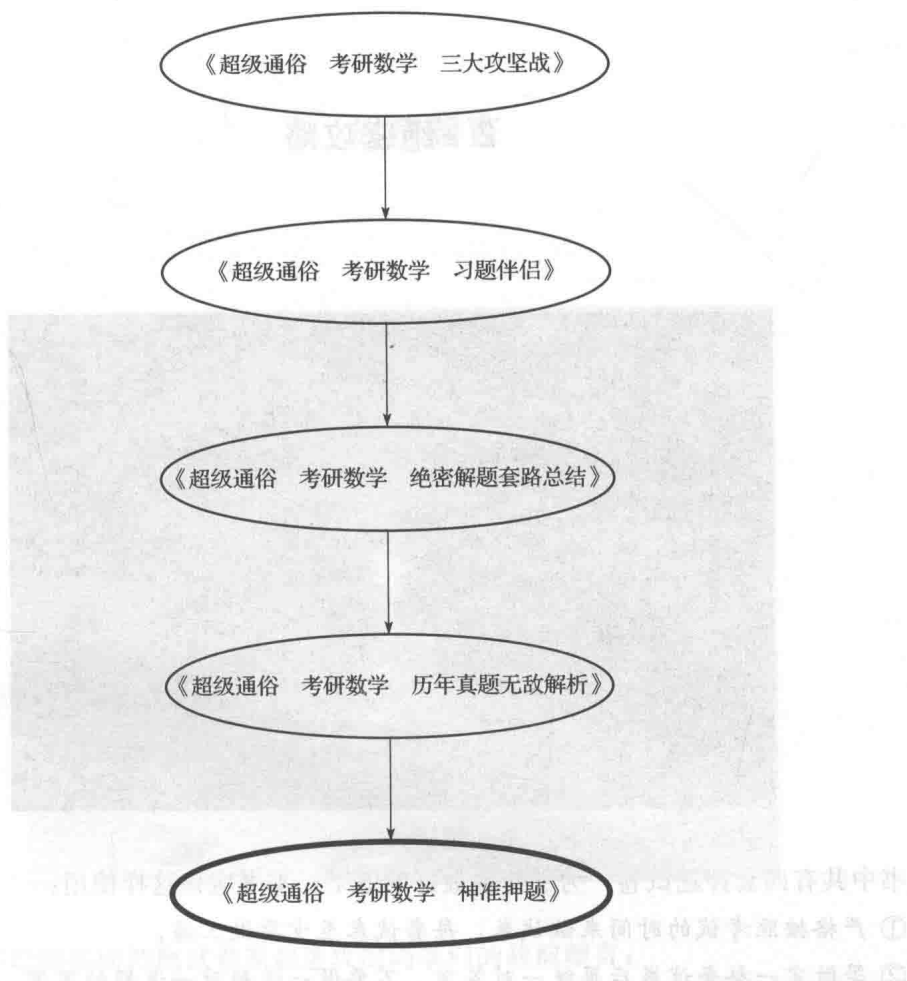 《超级通俗 考研数学 三大攻坚战》
《超级通俗 考研数学 习题伴侣》
《超级通俗 考研数学 绝密解题套路总结》
《超级通俗 考研数学 历年真题无敌解析》
《超级通俗 考研数学 神准押题》